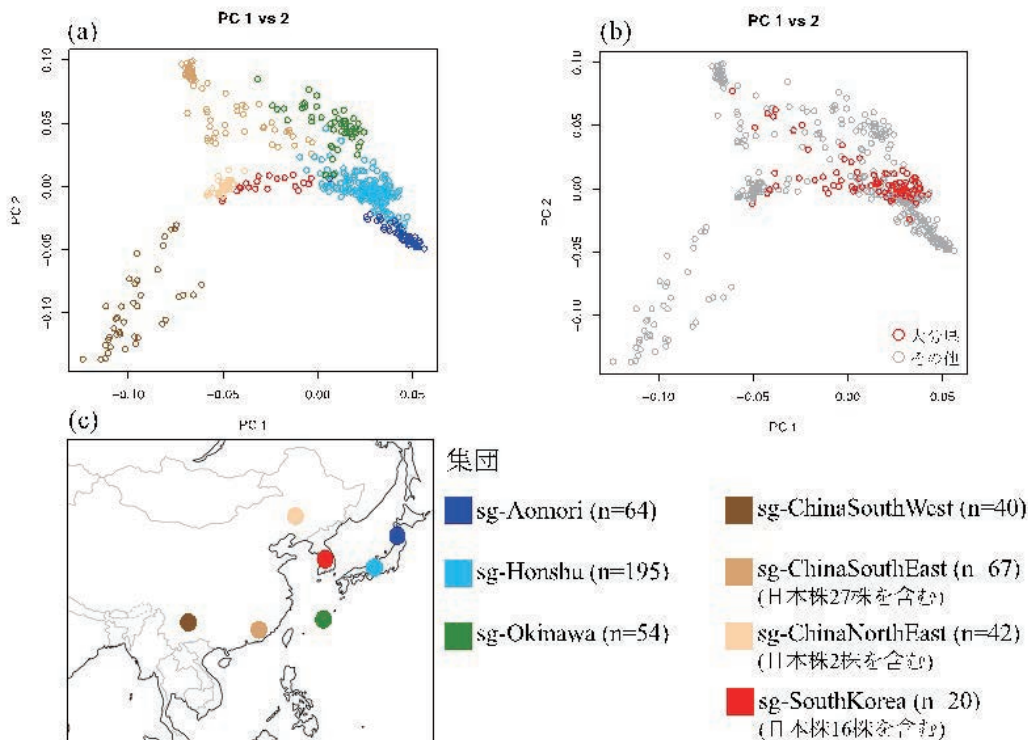 PC 1 vs 2
(a)
0.10
0.05
0.00
−0.05
−0.10
PC 2
−0.10
−0.05
0.00
0.05
PC 1
PC 1 vs 2
(b)
0.10
0.05
0.00
−0.05
−0.10
PC 2
大分県
その他
−0.10
−0.05
0.00
0.05
PC 1
(c)
集団
sg-Aomori (n=64)
sg-Honshu (n=195)
sg-Okinawa (n=54)
sg-ChinaSouthWest (n=40)
sg-ChinaSouthEast (n 67)
(日本株27株を含む)
sg-ChinaNorthEast (n=42)
(日本株2株を含む)
sg-SouthKorea (n 20)
(日本株16株を含む)